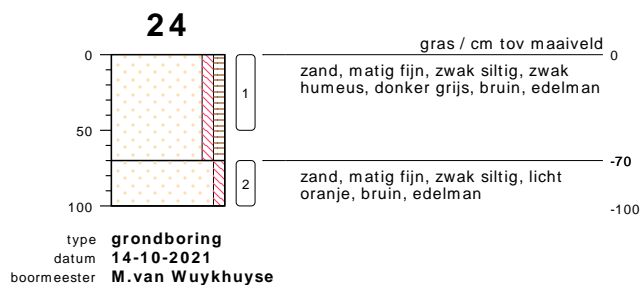 24
gras / cm tov maaiveld
0
0
zand, matig fijn, zwak siltig, zwak
humeus, donker grijs, bruin, edelman
1
50
-70
zand, matig fijn, zwak siltig, licht
oranje, bruin, edelman
2
100
-100
type grondboring
datum 14-10-2021
boormeester M.van Wuykhuyse